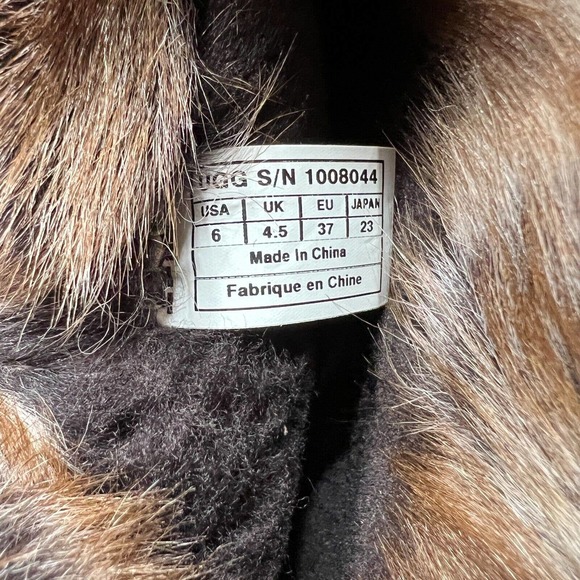 UGG S/N 1008044
USA UK EU JAPAN
6 4.5 37 23
Made In China
Fabrique en Chine